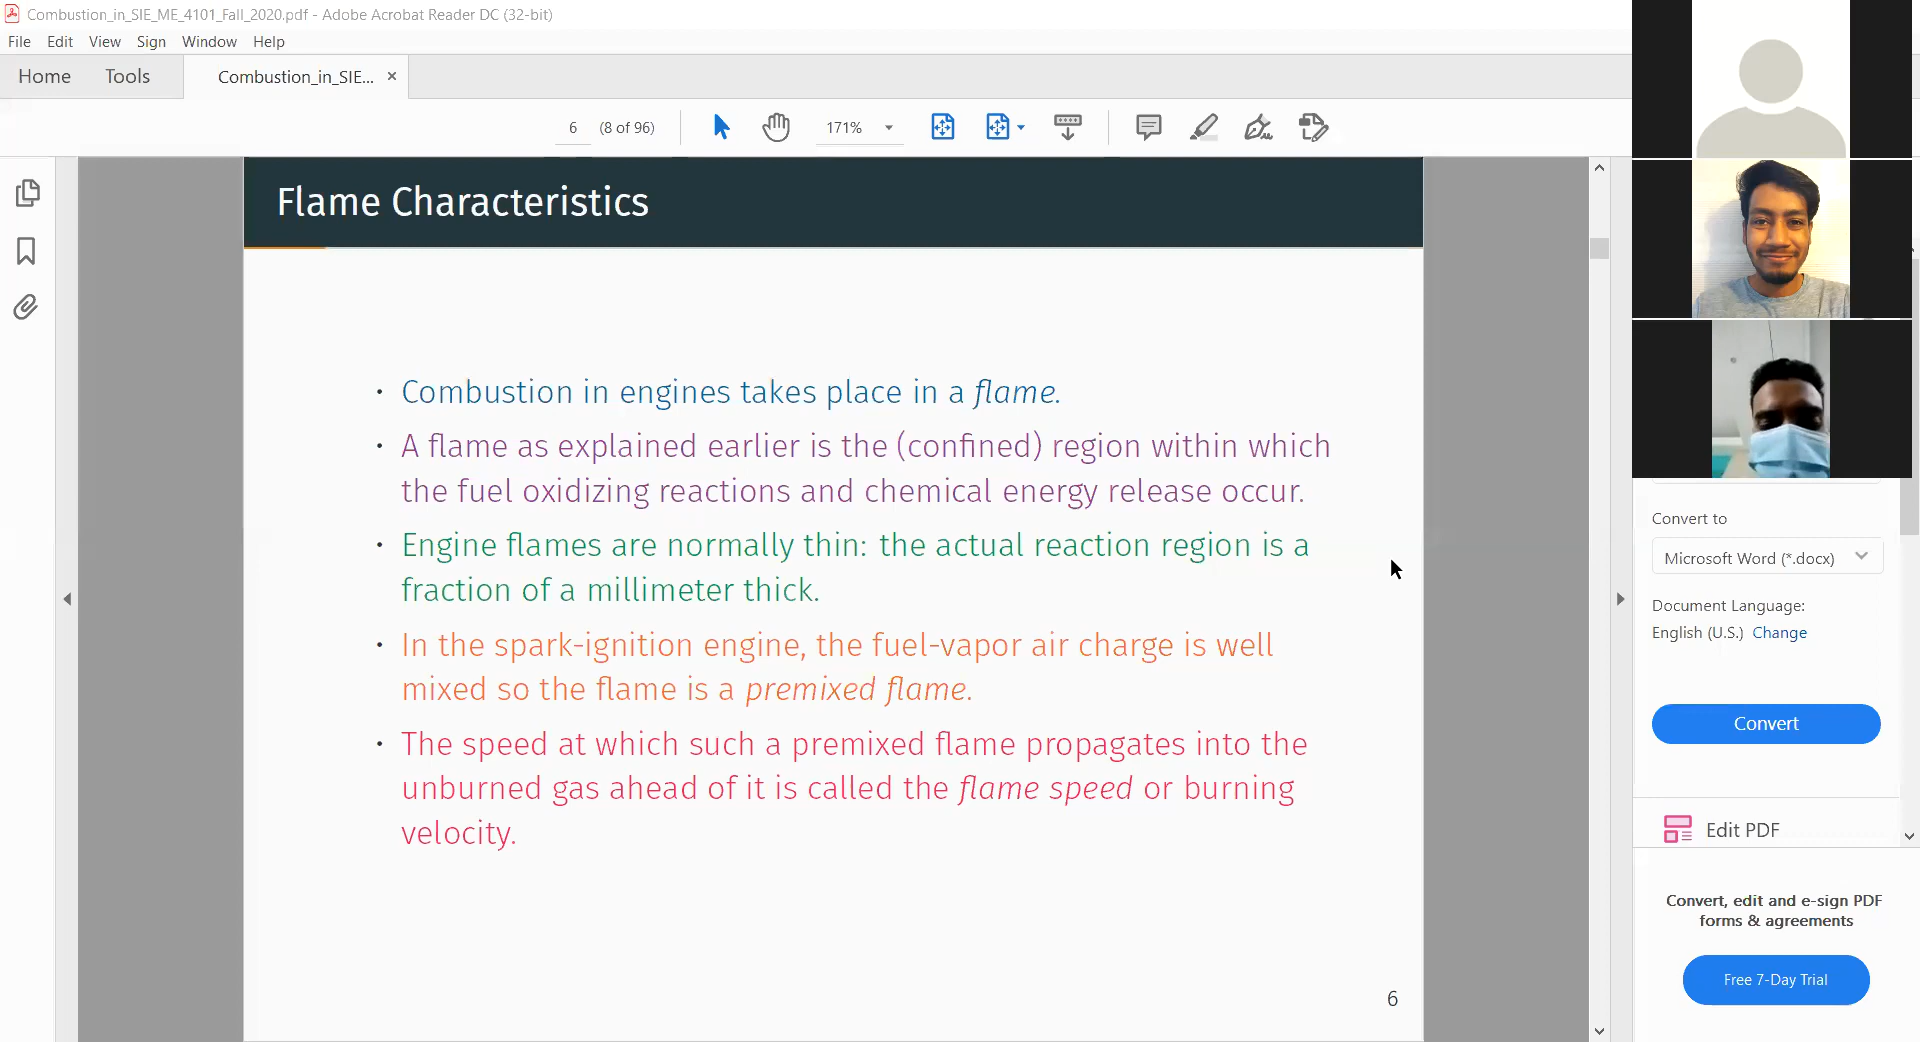 Combustion_in_SIE_ME_4101_Fall_2020.pdf - Adobe Acrobat Reader DC (32-bit)
File Edit View Sign Window Help
Home Tools Combustion_in_SIE... ×
6 (8 of 96) 171%
Flame Characteristics
• Combustion in engines takes place in a flame.
• A flame as explained earlier is the (confined) region within which
the fuel oxidizing reactions and chemical energy release occur.
• Engine flames are normally thin: the actual reaction region is a
fraction of a millimeter thick.
• In the spark-ignition engine, the fuel-vapor air charge is well
mixed so the flame is a premixed flame.
• The speed at which such a premixed flame propagates into the
unburned gas ahead of it is called the flame speed or burning
velocity.
6
Convert to
Microsoft Word (*.docx)
Document Language:
English (U.S.) Change
Convert
Edit PDF
Convert, edit and e-sign PDF
forms & agreements
Free 7-Day Trial